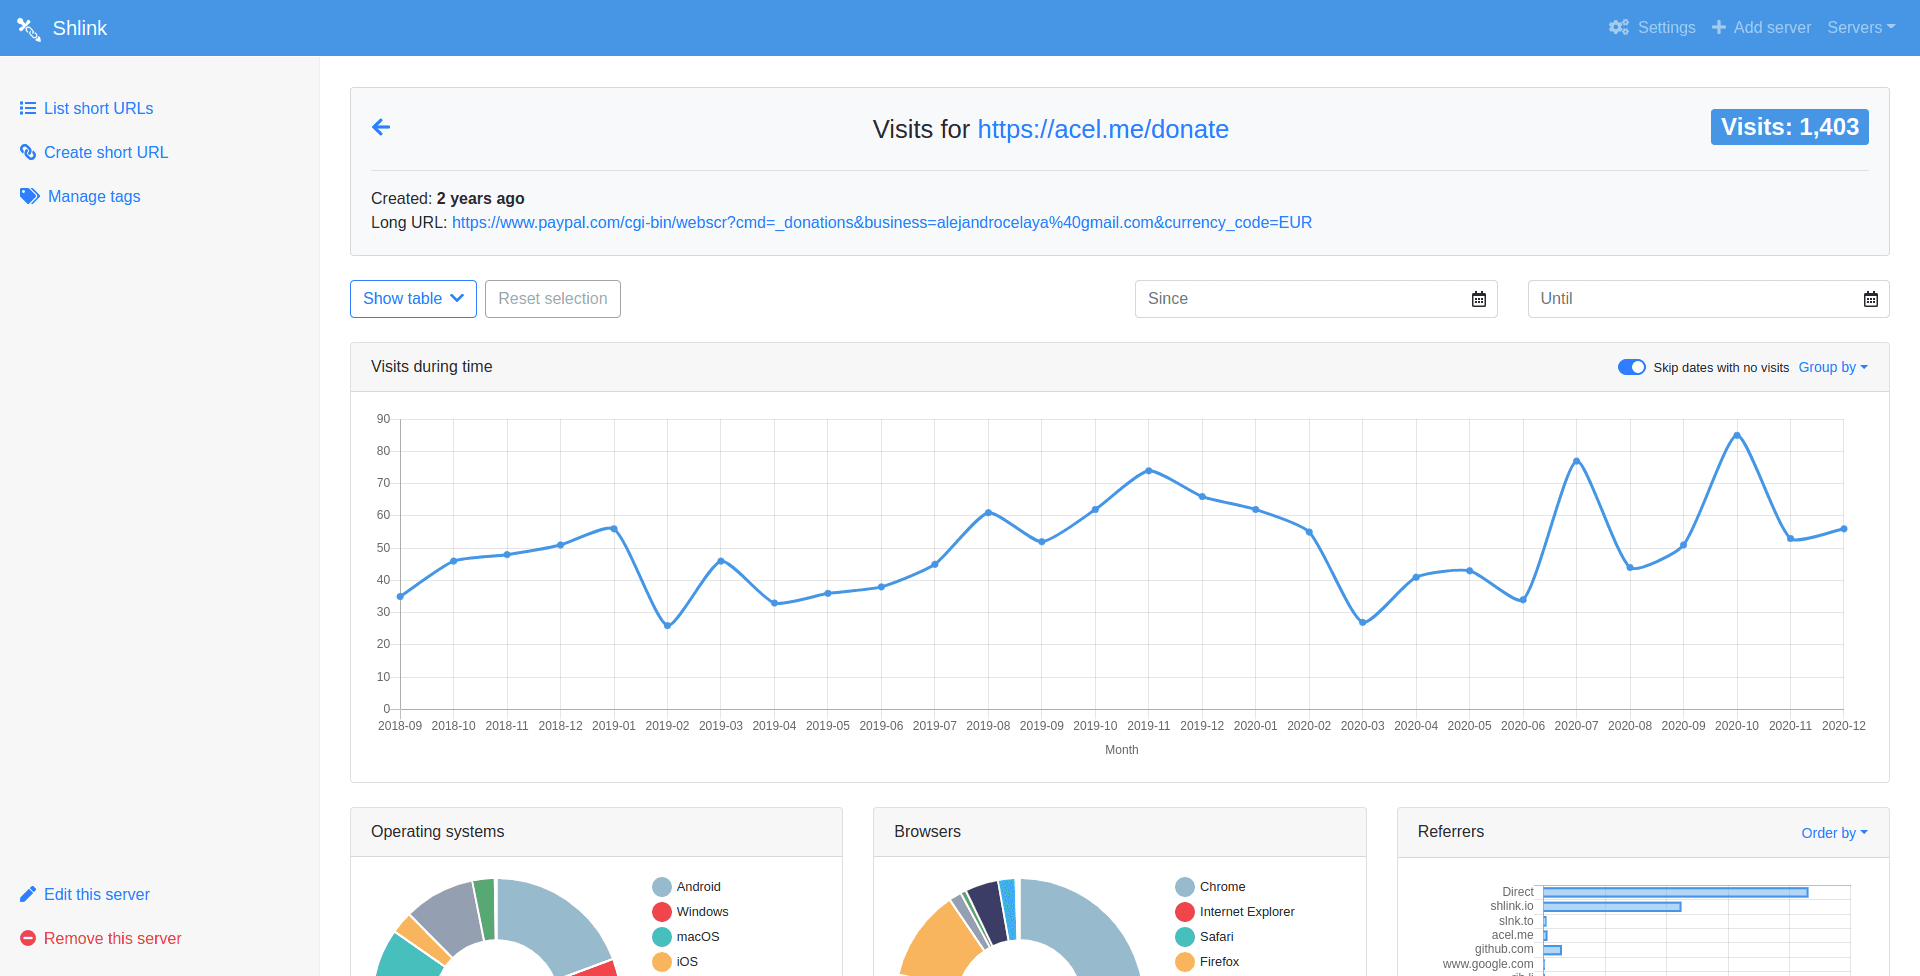 Shlink
Settings
Add server
Servers
List short URLs
Create short URL
Manage tags
Edit this server
Remove this server
Visits for https://acel.me/donate
Visits: 1,403
Created: 2 years ago
Long URL: https://www.paypal.com/cgi-bin/webscr?cmd=_donations&business=alejandrocelaya%40gmail.com&currency_code=EUR
Show table
Reset selection
Since
Until
Visits during time
Skip dates with no visits
Group by
90
80
70
60
50
40
30
20
10
0
2018-09 2018-10 2018-11 2018-12 2019-01 2019-02 2019-03 2019-04 2019-05 2019-06 2019-07 2019-08 2019-09 2019-10 2019-11 2019-12 2020-01 2020-02 2020-03 2020-04 2020-05 2020-06 2020-07 2020-08 2020-09 2020-10 2020-11 2020-12
Month
Operating systems
Android
Windows
macOS
iOS
Browsers
Chrome
Internet Explorer
Safari
Firefox
Referrers
Order by
Direct
shlink.io
slnk.to
acel.me
github.com
www.google.com